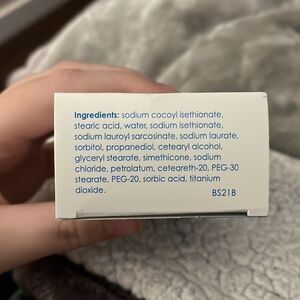 Ingredients: sodium cocoyl isethionate,
stearic acid, water, sodium isethionate,
sodium lauroyl sarcosinate, sodium laurate,
sorbitol, propanediol, cetearyl alcohol,
glyceryl stearate, simethicone, sodium
chloride, petrolatum, ceteareth-20, PEG-30
stearate, PEG-20, sorbic acid, titanium
dioxide.
BS21B